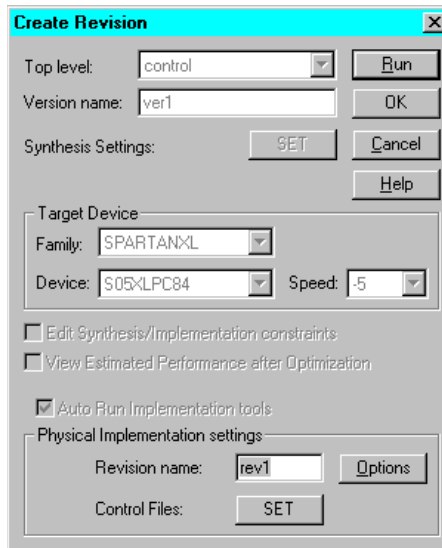 Create Revision
Top level: control Run
Version name: ver1 OK
Synthesis Settings: SET Cancel
Help
Target Device
Family: SPARTANXL
Device: S05XLPC84 Speed: -5
Edit Synthesis/Implementation constraints
View Estimated Performance after Optimization
Auto Run Implementation tools
Physical Implementation settings
Revision name: rev1 Options
Control Files: SET